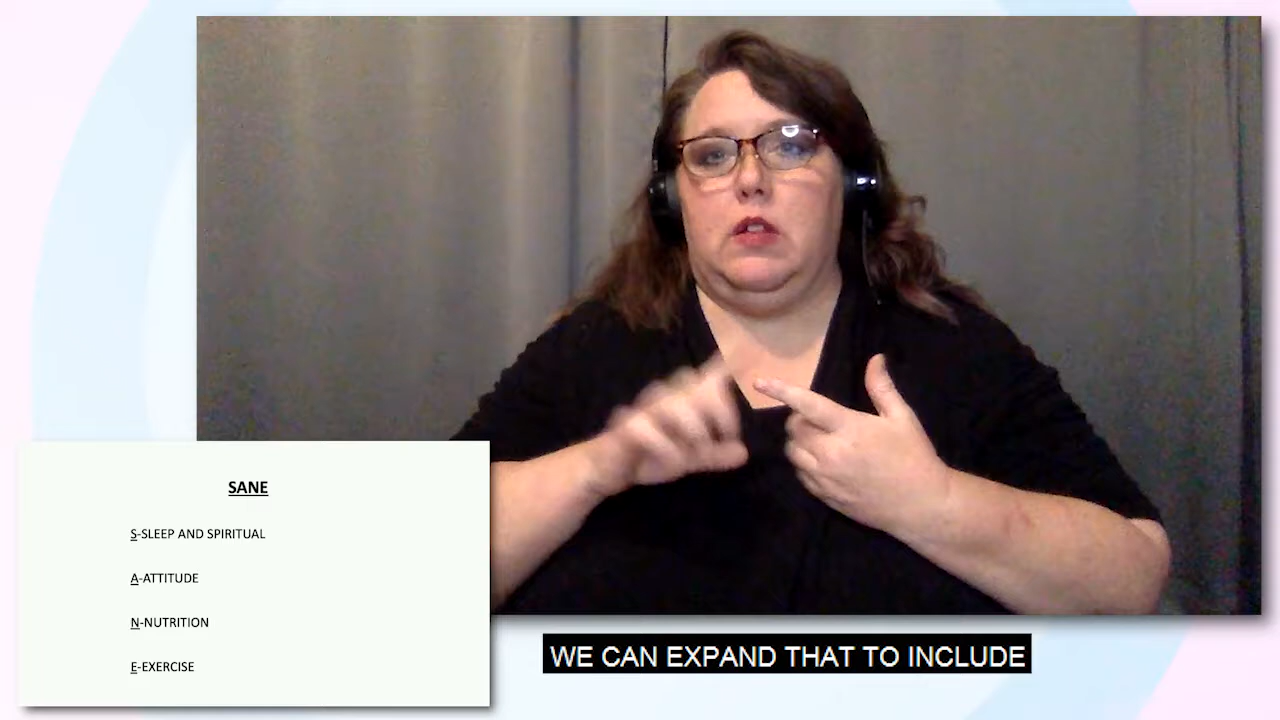 SANE
S-SLEEP AND SPIRITUAL
A-ATTITUDE
N-NUTRITION
E-EXERCISE
WE CAN EXPAND THAT TO INCLUDE